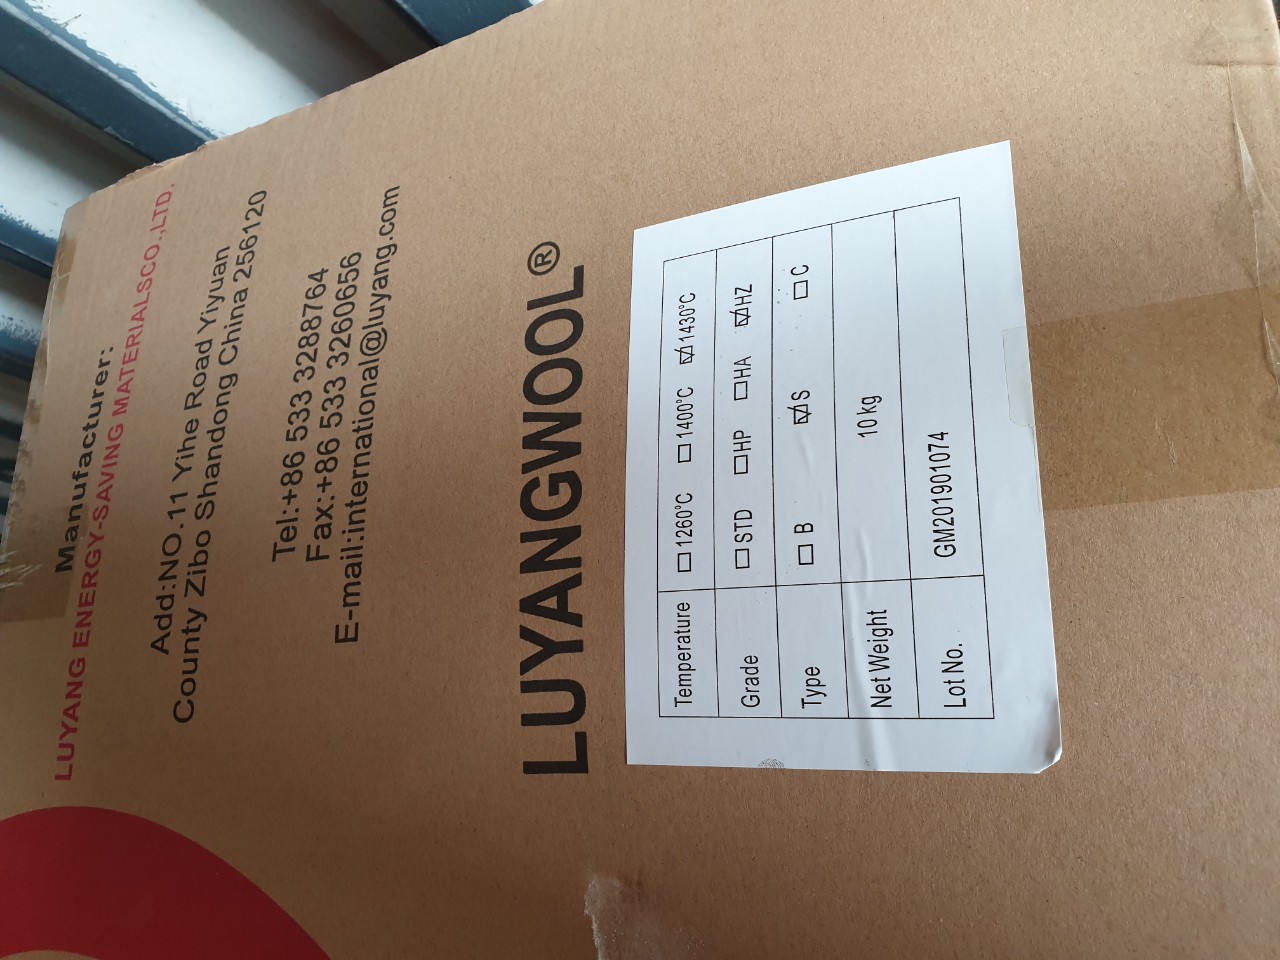 Manufacturer:
LUYANG ENERGY-SAVING MATERIALSCO.,LTD.
Add:NO.11 Yihe Road Yiyuan
County Zibo Shandong China 256120
Tel:+86 533 3288764
Fax:+86 533 3260656
E-mail:international@luyang.com
LUYANGWOOL®
Temperature ☐1260°C ☐1400°C ☑1430°C
Grade ☐STD ☐HP ☐HA ☑HZ
Type ☐B ☑S ☐C
Net Weight 10kg
Lot No. GM201901074